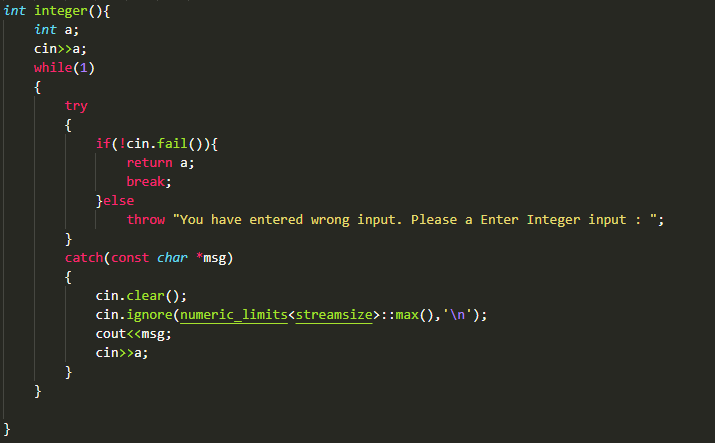 int integer(){
    int a;
    cin>>a;
    while(1)
    {
        try
        {
            if(!cin.fail()){
                return a;
                break;
            }else
                throw "You have entered wrong input. Please a Enter Integer input : ";
        }
        catch(const char *msg)
        {
            cin.clear();
            cin.ignore(numeric_limits<streamsize>::max(),'\n');
            cout<<msg;
            cin>>a;
        }
    }
}